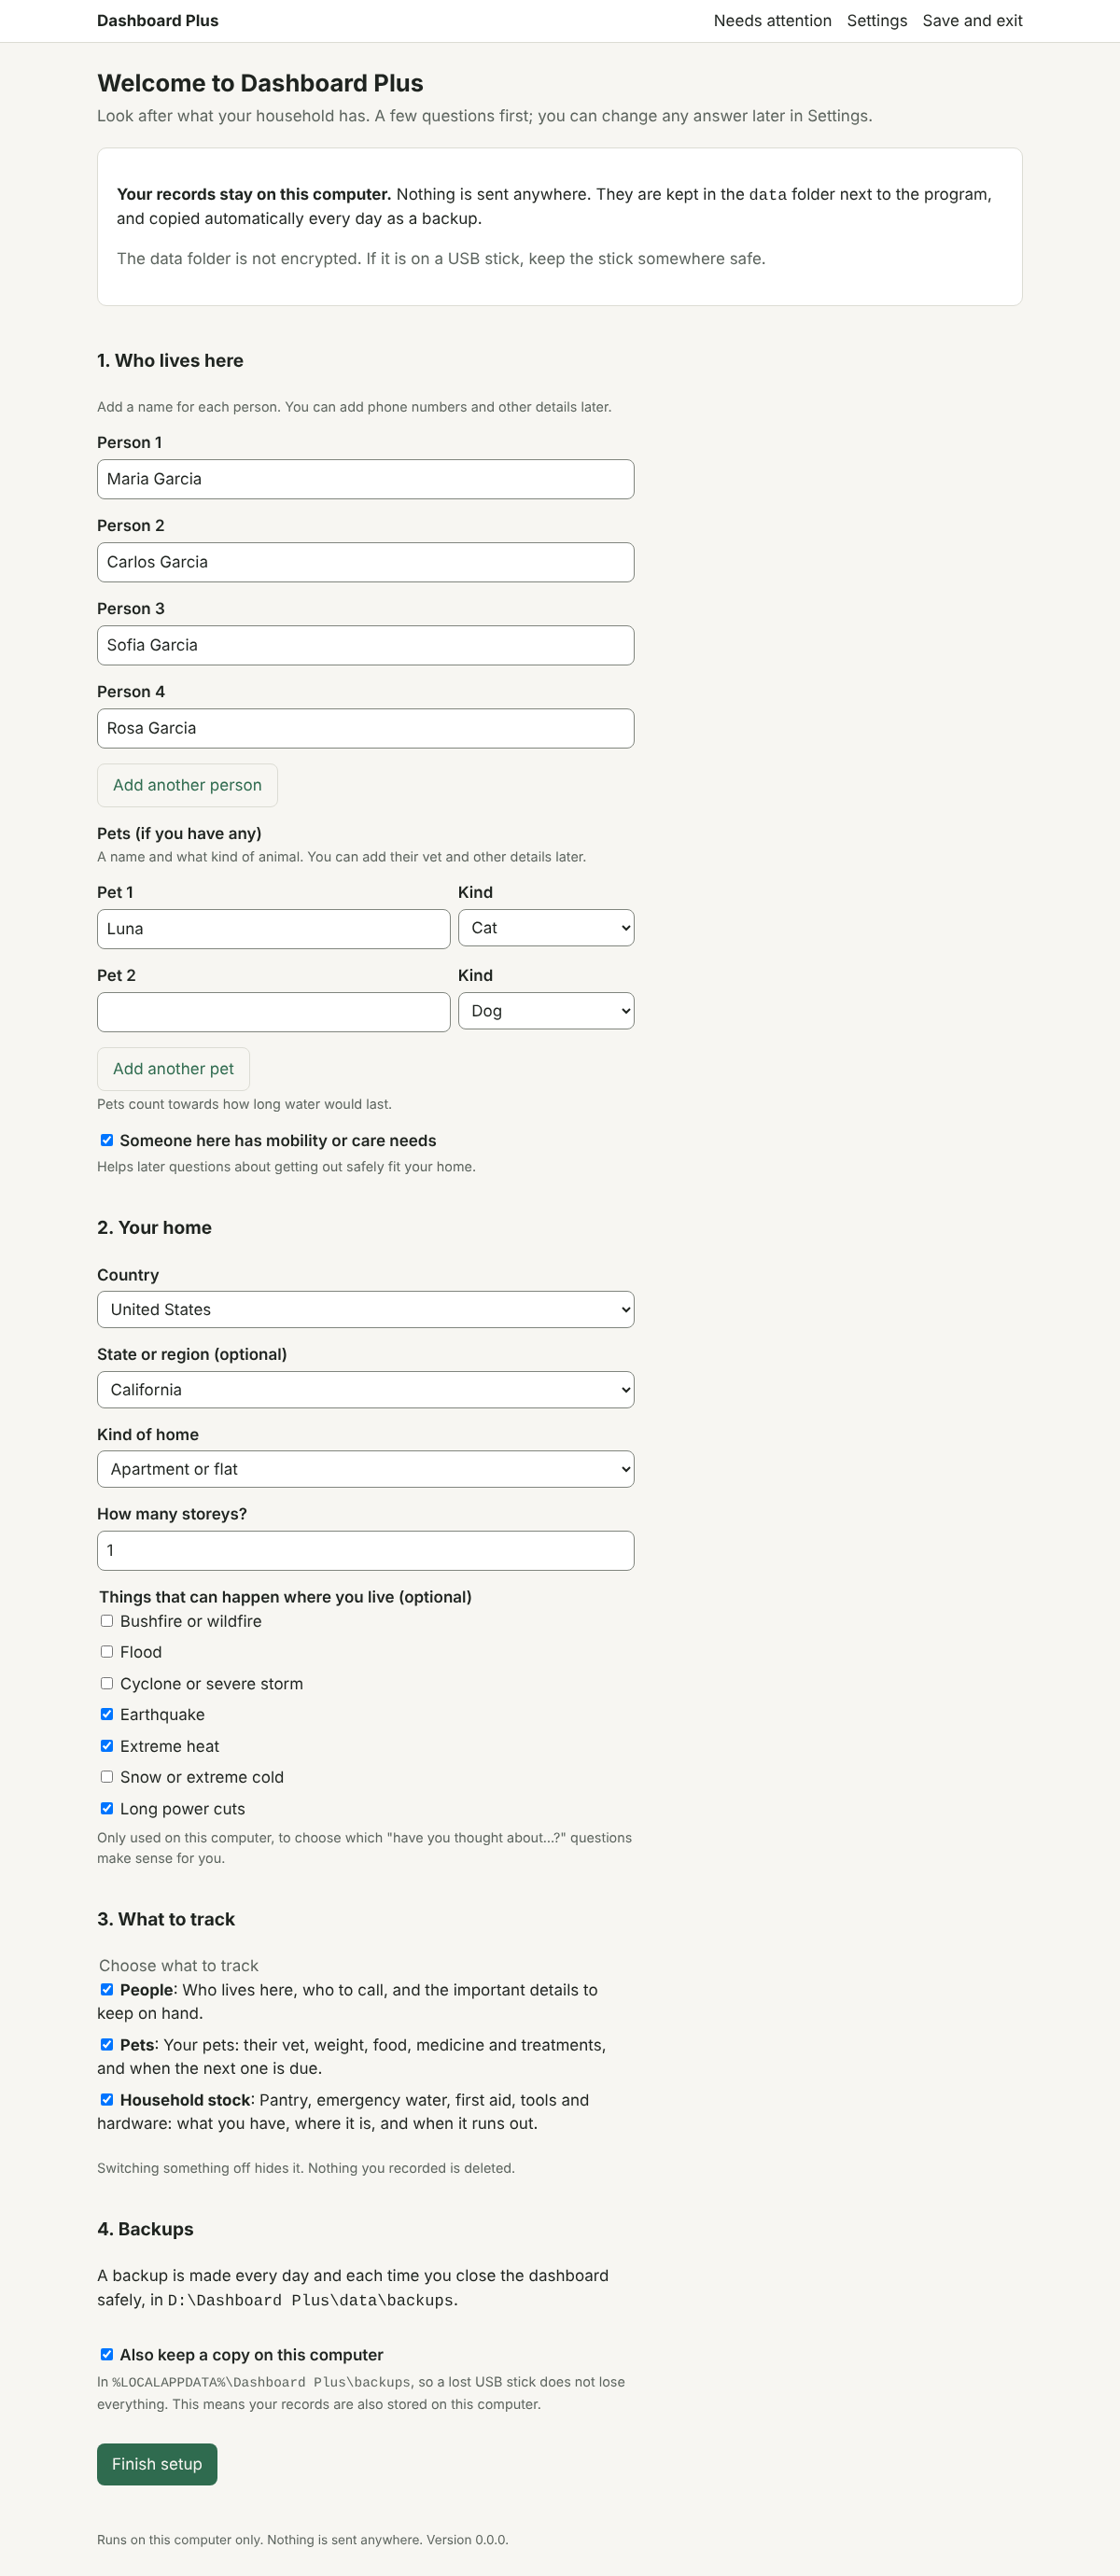 Dashboard Plus
Needs attention Settings Save and exit
Welcome to Dashboard Plus
Look after what your household has. A few questions first; you can change any answer later in Settings.
Your records stay on this computer. Nothing is sent anywhere. They are kept in the data folder next to the program,
and copied automatically every day as a backup.
The data folder is not encrypted. If it is on a USB stick, keep the stick somewhere safe.
1. Who lives here
Add a name for each person. You can add phone numbers and other details later.
Person 1
Maria Garcia
Person 2
Carlos Garcia
Person 3
Sofia Garcia
Person 4
Rosa Garcia
Add another person
Pets (if you have any)
A name and what kind of animal. You can add their vet and other details later.
Pet 1 Kind
Luna Cat
Pet 2 Kind
Dog
Add another pet
Pets count towards how long water would last.
Someone here has mobility or care needs
Helps later questions about getting out safely fit your home.
2. Your home
Country
United States
State or region (optional)
California
Kind of home
Apartment or flat
How many storeys?
1
Things that can happen where you live (optional)
Bushfire or wildfire
Flood
Cyclone or severe storm
Earthquake
Extreme heat
Snow or extreme cold
Long power cuts
Only used on this computer, to choose which "have you thought about...?" questions
make sense for you.
3. What to track
Choose what to track
People: Who lives here, who to call, and the important details to
keep on hand.
Pets: Your pets: their vet, weight, food, medicine and treatments,
and when the next one is due.
Household stock: Pantry, emergency water, first aid, tools and
hardware: what you have, where it is, and when it runs out.
Switching something off hides it. Nothing you recorded is deleted.
4. Backups
A backup is made every day and each time you close the dashboard
safely, in D:\Dashboard Plus\data\backups.
Also keep a copy on this computer
In %LOCALAPPDATA%\Dashboard Plus\backups, so a lost USB stick does not lose
everything. This means your records are also stored on this computer.
Finish setup
Runs on this computer only. Nothing is sent anywhere. Version 0.0.0.